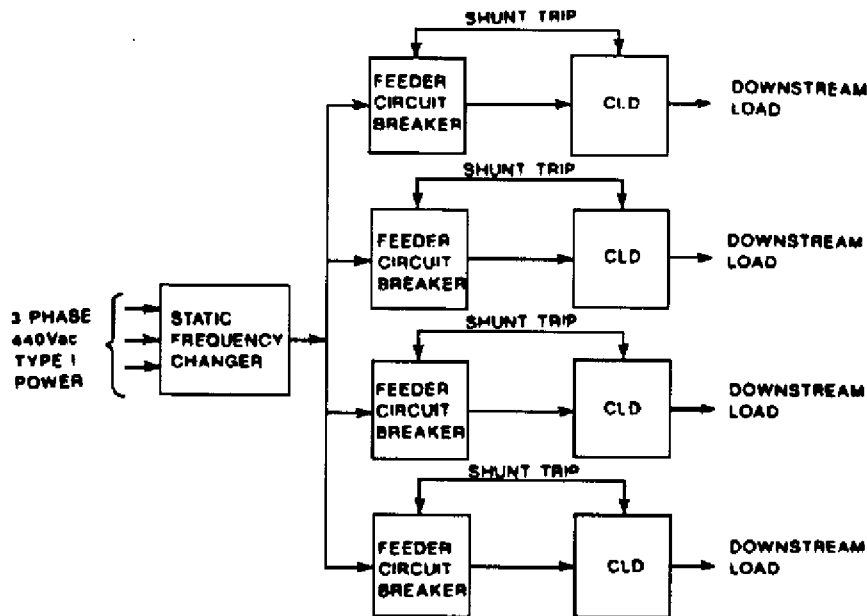 SHUNT TRIP
FEEDER
CIRCUIT
BREAKER
CLD
DOWNSTREAM
LOAD
SHUNT TRIP
FEEDER
CIRCUIT
BREAKER
CLD
DOWNSTREAM
LOAD
3 PHASE
440Vac
TYPE I
POWER
STATIC
FREQUENCY
CHANGER
SHUNT TRIP
FEEDER
CIRCUIT
BREAKER
CLD
DOWNSTREAM
LOAD
SHUNT TRIP
FEEDER
CIRCUIT
BREAKER
CLD
DOWNSTREAM
LOAD